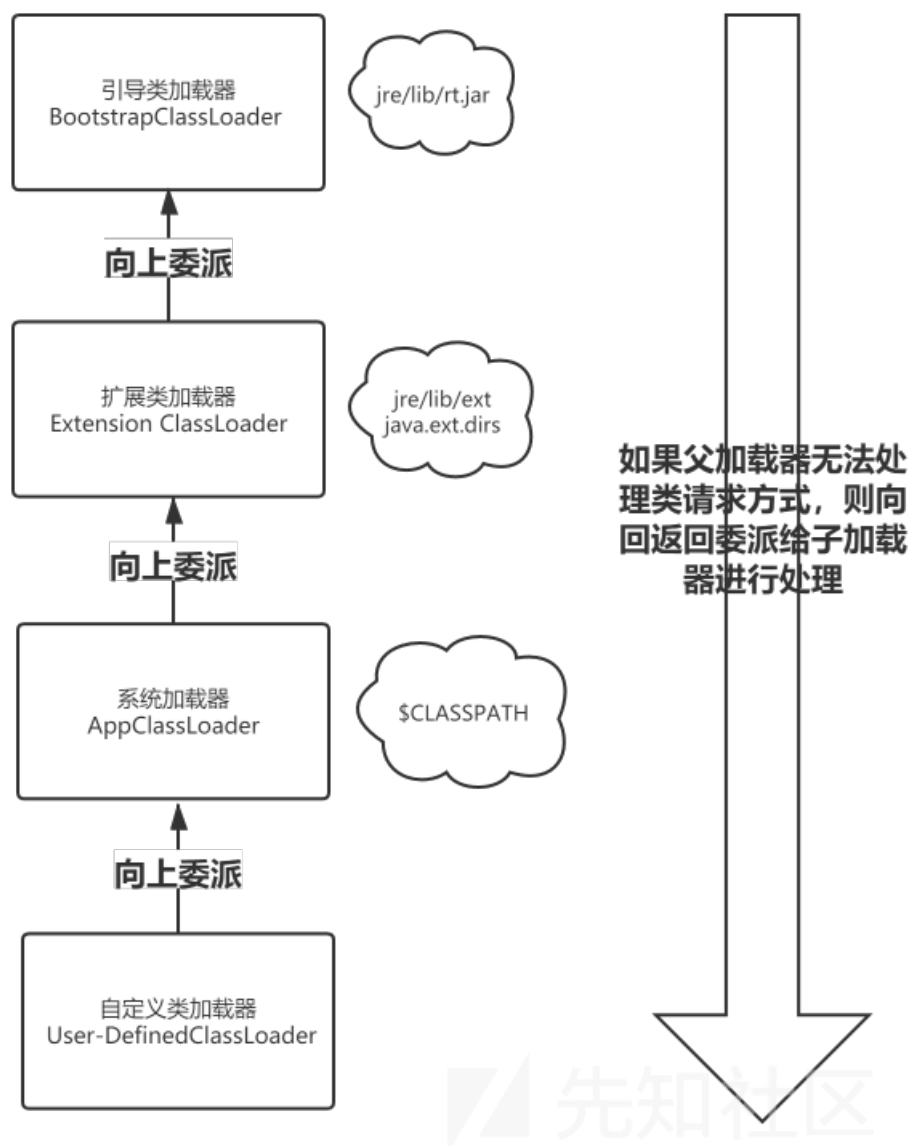 引导类加载器
BootstrapClassLoader
jre/lib/rt.jar
向上委派
扩展类加载器
Extension ClassLoader
jre/lib/ext
java.ext.dirs
如果父加载器无法处
理类请求方式，则向
回返回委派给子加载
器进行处理
向上委派
系统加载器
AppClassLoader
$CLASSPATH
向上委派
自定义类加载器
User-DefinedClassLoader
先知社区